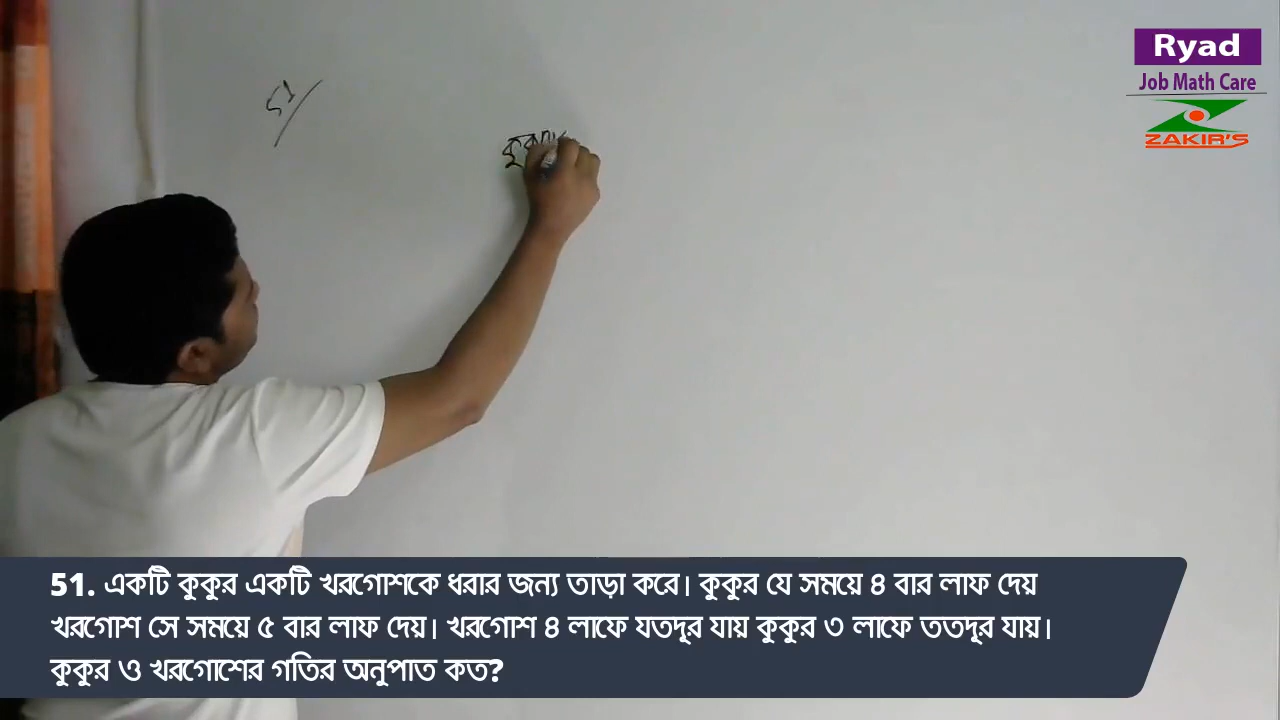 Ryad
Job Math Care
ZAKIR'S
51/
51. একটি কুকুর একটি খরগোশকে ধরার জন্য তাড়া করে। কুকুর যে সময়ে ৪ বার লাফ দেয়
খরগোশ সে সময়ে ৫ বার লাফ দেয়। খরগোশ ৪ লাফে যতদূর যায় কুকুর ৩ লাফে ততদূর যায়।
কুকুর ও খরগোশের গতির অনুপাত কত?